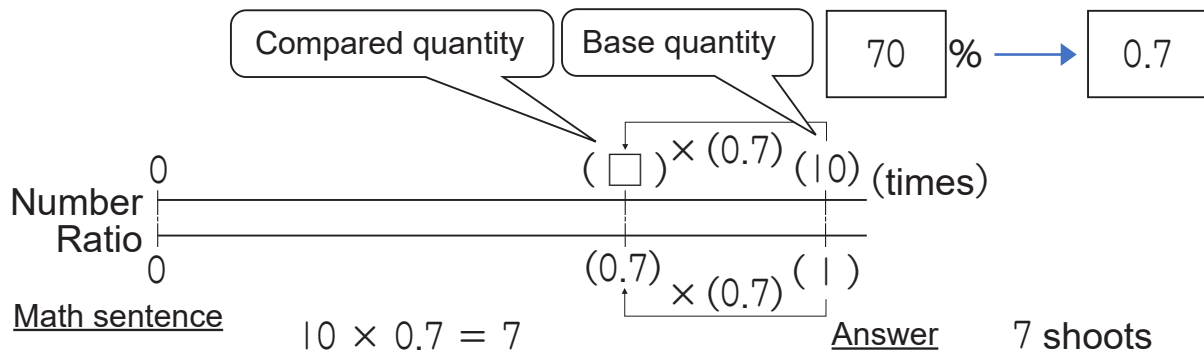 Compared quantity
Base quantity
70 % 0.7
0 ( □ ) × (0.7) (10) (times)
Number
Ratio
0 (0.7) × (0.7) (1)
Math sentence 10 × 0.7 = 7 Answer 7 shoots